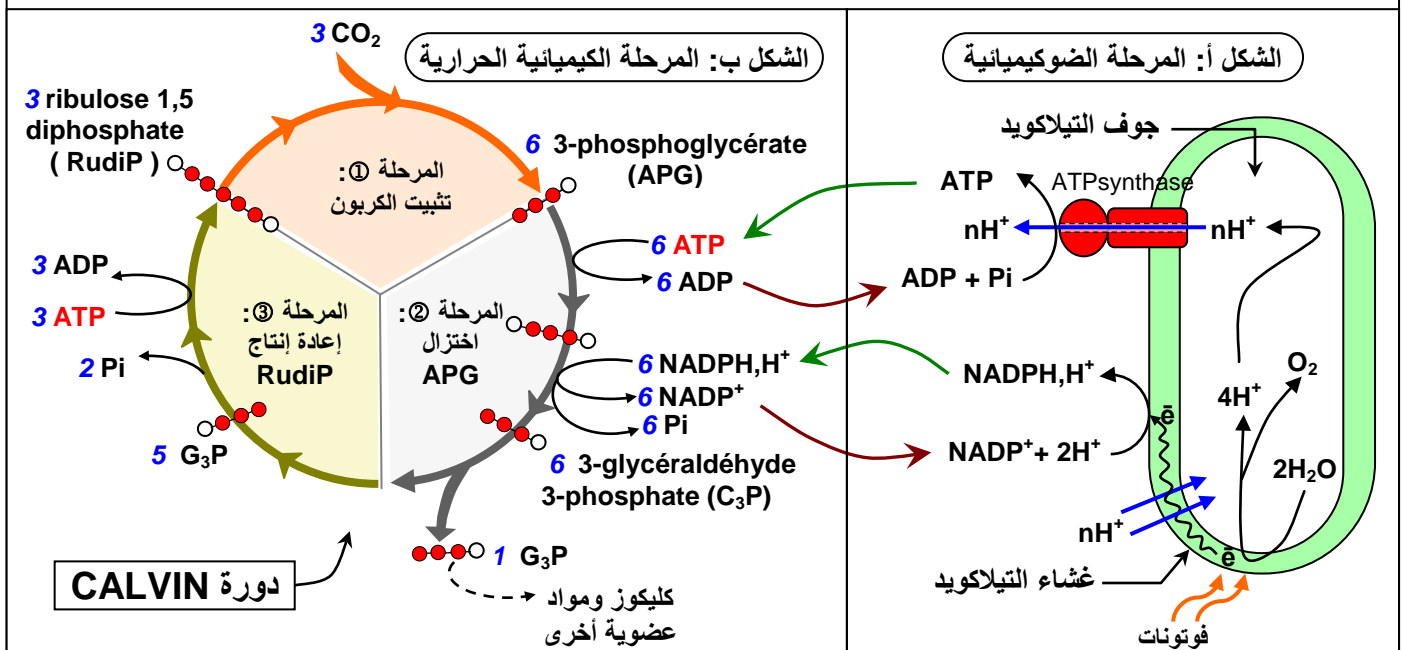 الشكل أ: المرحلة الضوكيميائية
جوف التيلاكويد
ATP
ATPsynthase
nH⁺
nH⁺
ADP + Pi
NADPH,H⁺
ē
NADP⁺+ 2H⁺
4H⁺
O₂
2H₂O
nH⁺
ē
غشاء التيلاكويد
فوتونات
الشكل ب: المرحلة الكيميائية الحرارية
3 CO₂
3 ribulose 1,5
diphosphate
( RudiP )
المرحلة ①:
تثبيت الكربون
6 3-phosphoglycérate
(APG)
6 ATP
6 ADP
المرحلة ②:
اختزال
APG
6 NADPH,H⁺
6 NADP⁺
6 Pi
6 3-glycéraldéhyde
3-phosphate (C₃P)
1 G₃P
كليكوز ومواد
عضوية أخرى
المرحلة ③:
إعادة إنتاج
RudiP
5 G₃P
2 Pi
3 ATP
3 ADP
دورة CALVIN